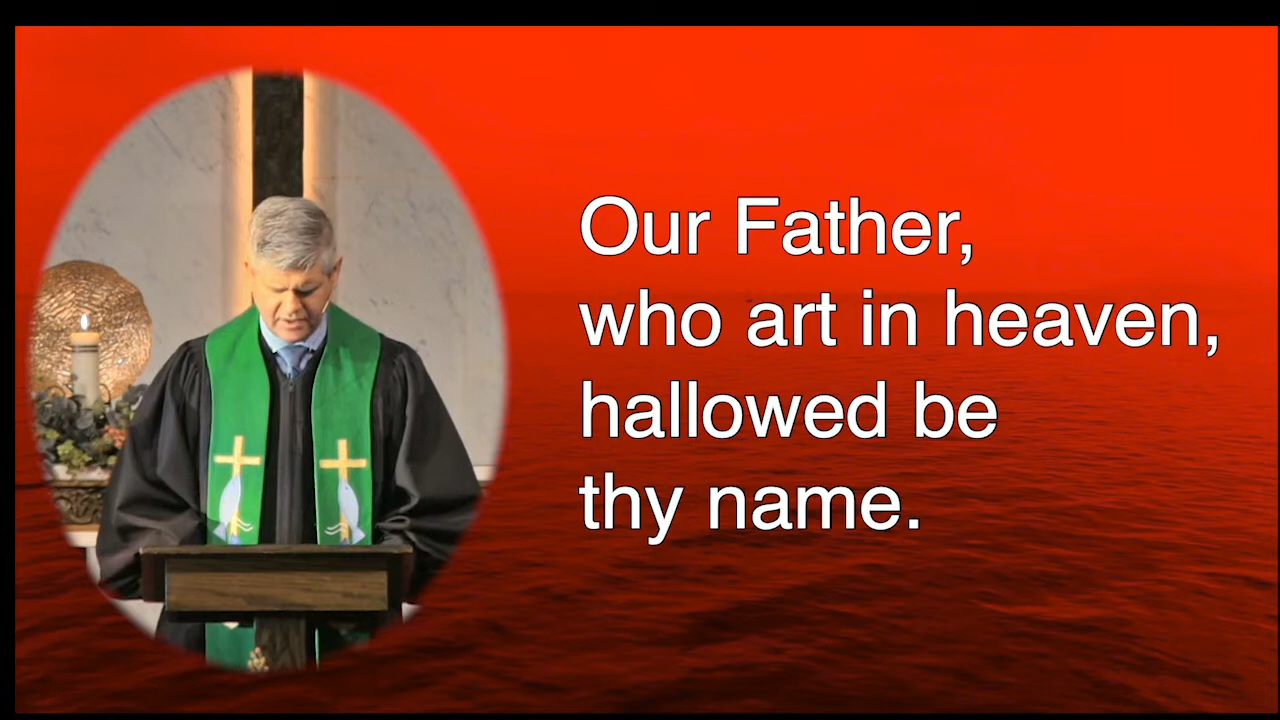 Our Father,
who art in heaven,
hallowed be
thy name.